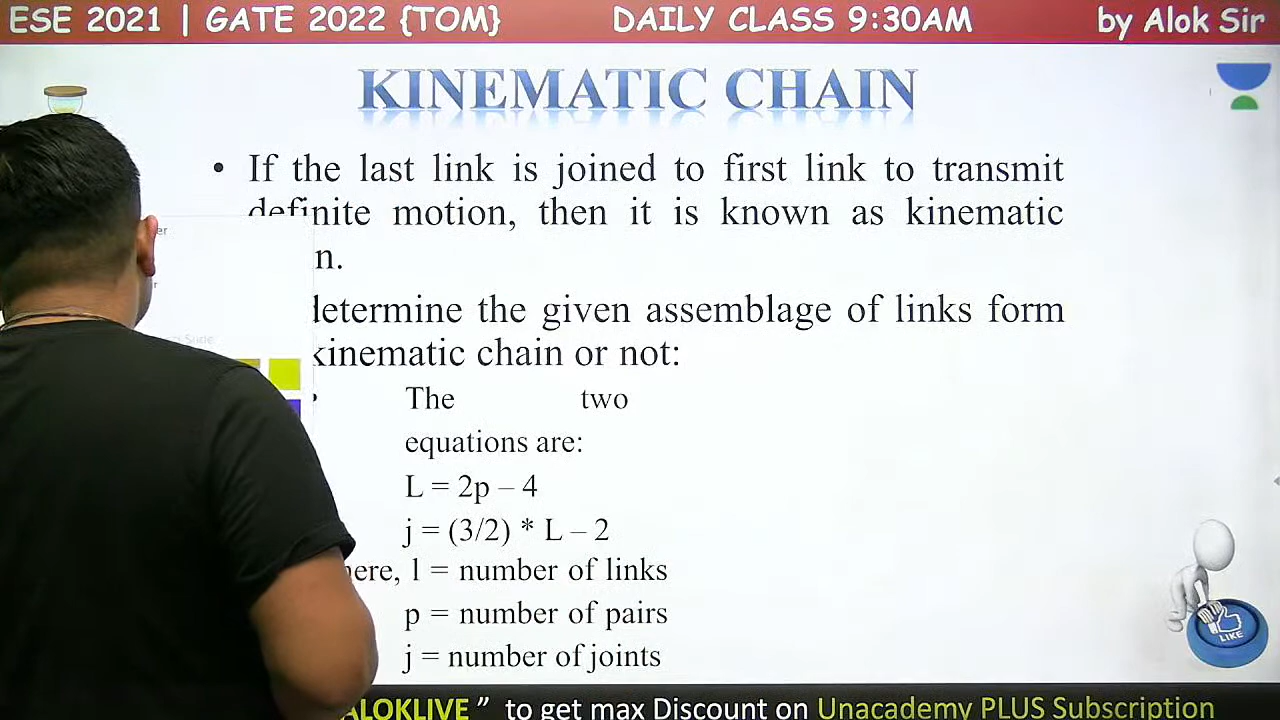 ESE 2021 | GATE 2022 {TOM} DAILY CLASS 9:30AM by Alok Sir
KINEMATIC CHAIN
• If the last link is joined to first link to transmit
definite motion, then it is known as kinematic
n.
determine the given assemblage of links form
kinematic chain or not:
The two
equations are:
L = 2p – 4
j = (3/2) * L – 2
ere, l = number of links
p = number of pairs
j = number of joints
LIKE
ALOKLIVE ” to get max Discount on Unacademy PLUS Subscription